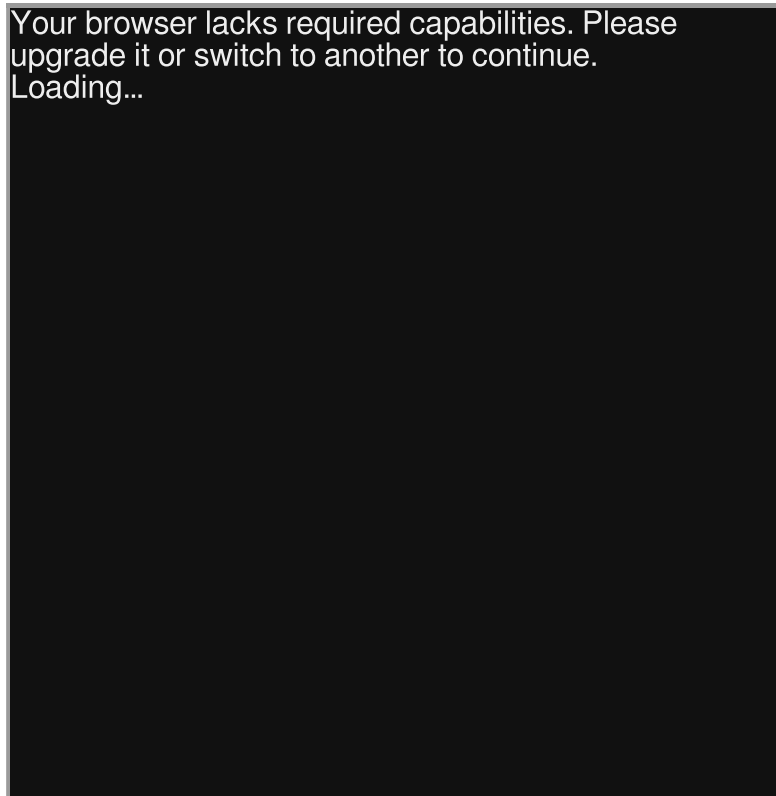 Your browser lacks required capabilities. Please
upgrade it or switch to another to continue.
Loading…